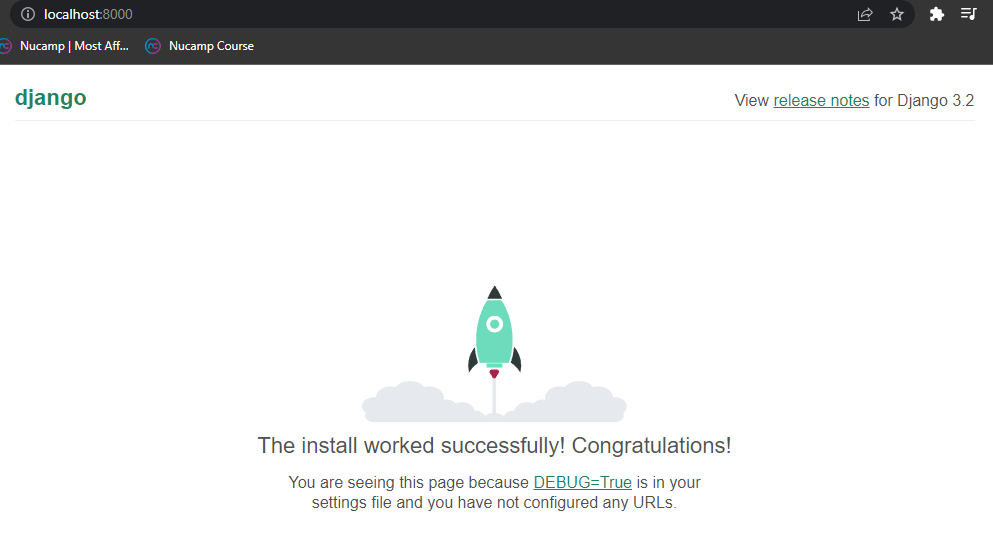 localhost:8000
Nucamp | Most Aff... Nucamp Course
django
View release notes for Django 3.2
The install worked successfully! Congratulations!
You are seeing this page because DEBUG=True is in your
settings file and you have not configured any URLs.